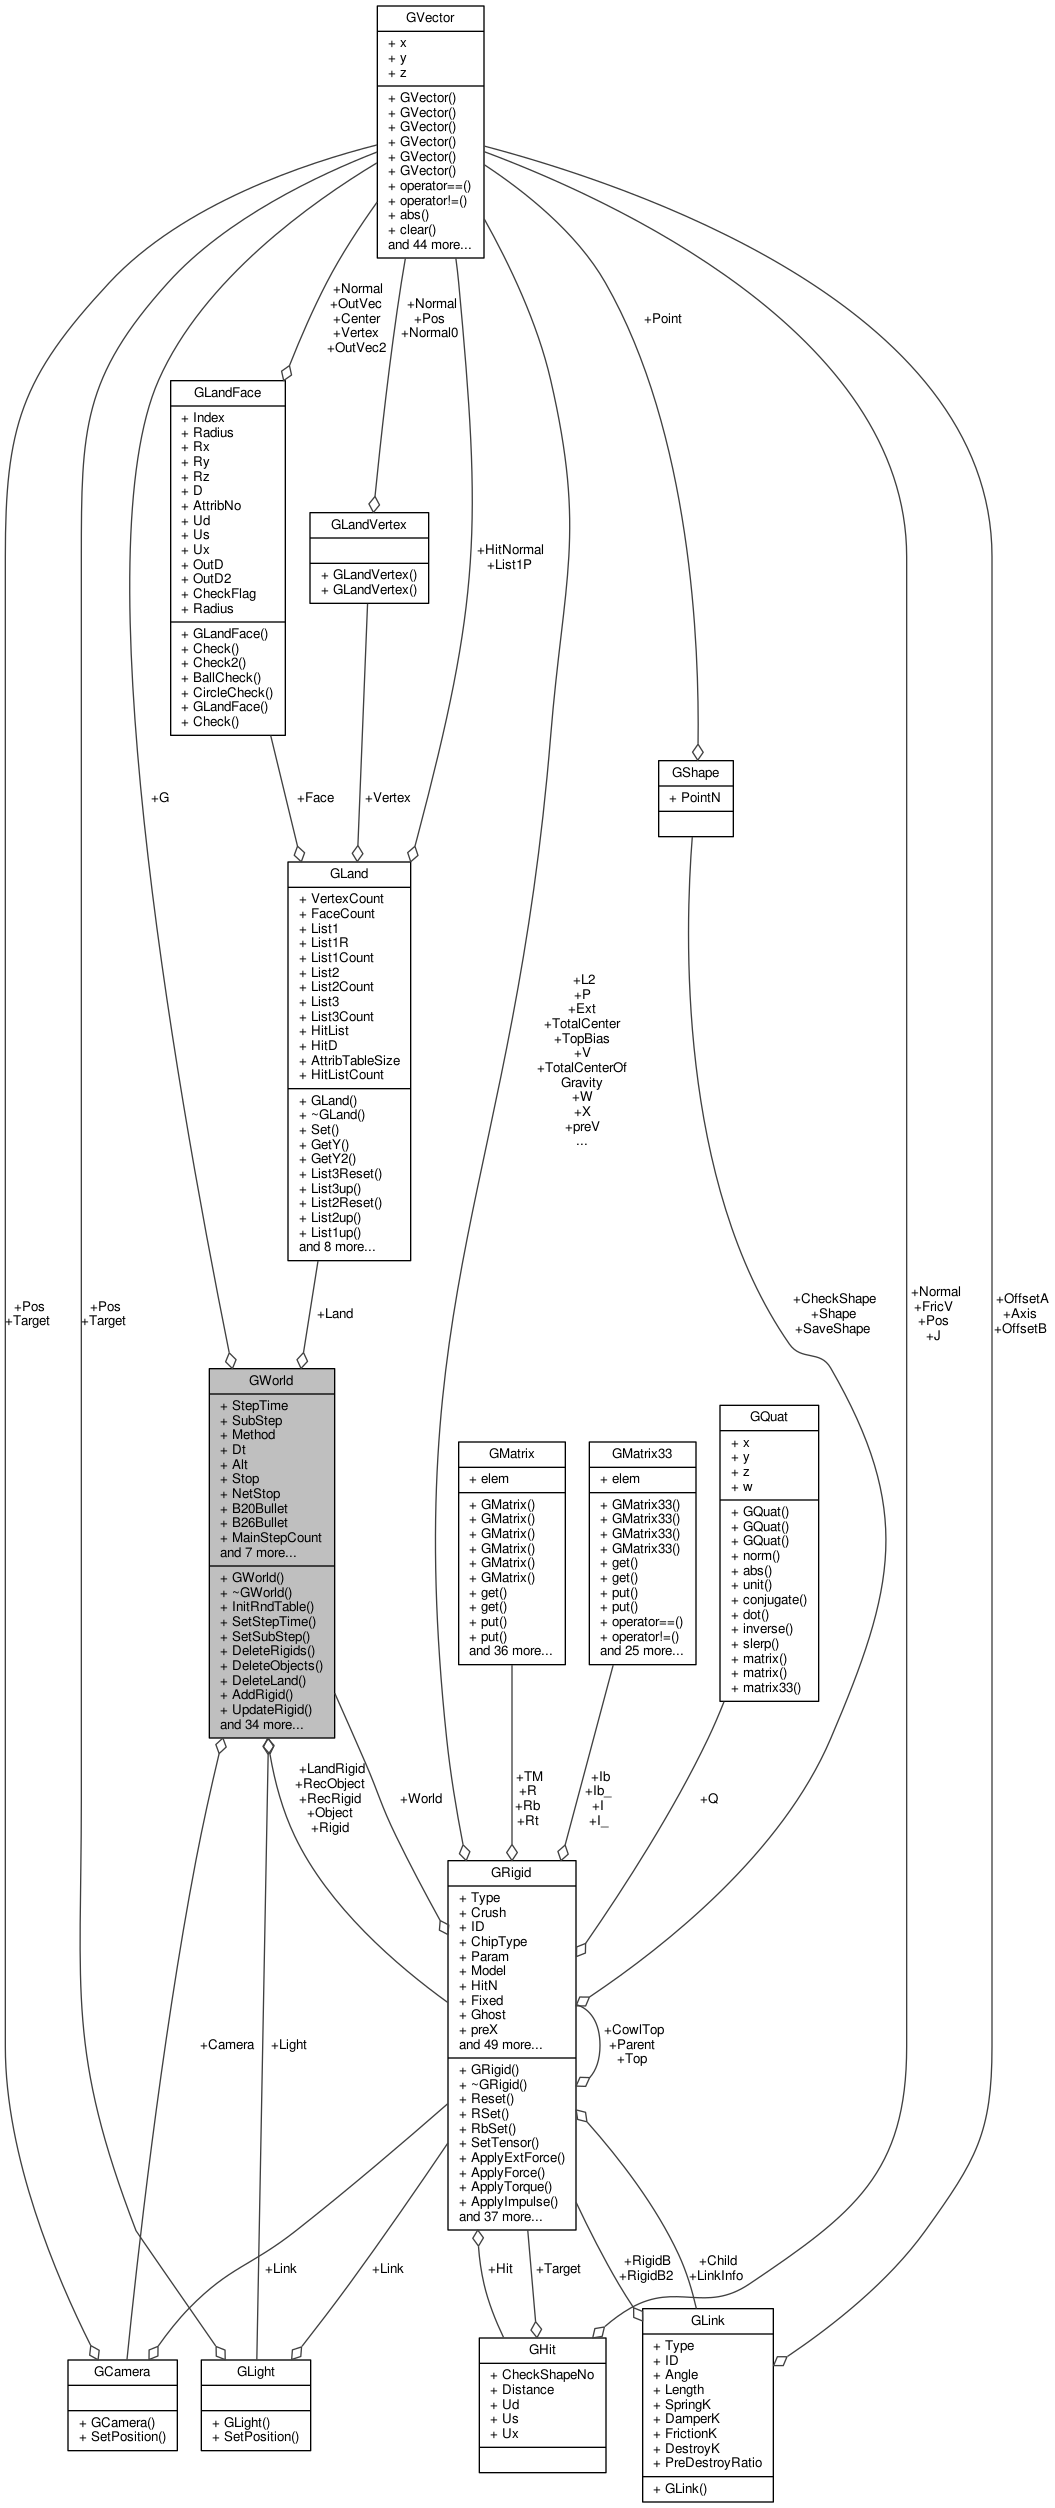 GVector
+ x
+ y
+ z
+ GVector()
+ GVector()
+ GVector()
+ GVector()
+ GVector()
+ GVector()
+ operator==()
+ operator!=()
+ abs()
+ clear()
and 44 more...
+Normal
+OutVec
+Center
+Vertex
+OutVec2
+Normal
+Pos
+Normal0
+Point
GLandFace
+ Index
+ Radius
+ Rx
+ Ry
+ Rz
+ D
+ AttribNo
+ Ud
+ Us
+ Ux
+ OutD
+ OutD2
+ CheckFlag
+ Radius
+ GLandFace()
+ Check()
+ Check2()
+ BallCheck()
+ CircleCheck()
+ GLandFace()
+ Check()
GLandVertex
+ GLandVertex()
+ GLandVertex()
+HitNormal
+List1P
GShape
+ PointN
+G
+Face
+Vertex
GLand
+ VertexCount
+ FaceCount
+ List1
+ List1R
+ List1Count
+ List2
+ List2Count
+ List3
+ List3Count
+ HitList
+ HitD
+ AttribTableSize
+ HitListCount
+ GLand()
+ ~GLand()
+ Set()
+ GetY()
+ GetY2()
+ List3Reset()
+ List3up()
+ List2Reset()
+ List2up()
+ List1up()
and 8 more...
+L2
+P
+Ext
+TotalCenter
+TopBias
+V
+TotalCenterOf
Gravity
+W
+X
+preV
...
+Pos
+Target
+Pos
+Target
+Land
+CheckShape
+Shape
+SaveShape
+Normal
+FricV
+Pos
+J
+OffsetA
+Axis
+OffsetB
GWorld
+ StepTime
+ SubStep
+ Method
+ Dt
+ Alt
+ Stop
+ NetStop
+ B20Bullet
+ B26Bullet
+ MainStepCount
and 7 more...
+ GWorld()
+ ~GWorld()
+ InitRndTable()
+ SetStepTime()
+ SetSubStep()
+ DeleteRigids()
+ DeleteObjects()
+ DeleteLand()
+ AddRigid()
+ UpdateRigid()
and 34 more...
GMatrix
+ elem
+ GMatrix()
+ GMatrix()
+ GMatrix()
+ GMatrix()
+ GMatrix()
+ GMatrix()
+ get()
+ get()
+ put()
+ put()
and 36 more...
GMatrix33
+ elem
+ GMatrix33()
+ GMatrix33()
+ GMatrix33()
+ GMatrix33()
+ get()
+ get()
+ put()
+ put()
+ operator==()
+ operator!=()
and 25 more...
GQuat
+ x
+ y
+ z
+ w
+ GQuat()
+ GQuat()
+ GQuat()
+ norm()
+ abs()
+ unit()
+ conjugate()
+ dot()
+ inverse()
+ slerp()
+ matrix()
+ matrix()
+ matrix33()
+LandRigid
+RecObject
+RecRigid
+Object
+Rigid
+World
+TM
+R
+Rb
+Rt
+Ib
+Ib_
+I
+I_
+Q
GRigid
+ Type
+ Crush
+ ID
+ ChipType
+ Param
+ Model
+ HitN
+ Fixed
+ Ghost
+ preX
and 49 more...
+ GRigid()
+ ~GRigid()
+ Reset()
+ RSet()
+ RbSet()
+ SetTensor()
+ ApplyExtForce()
+ ApplyForce()
+ ApplyTorque()
+ ApplyImpulse()
and 37 more...
+CowlTop
+Parent
+Top
+Camera
+Light
+Link
+Link
+Hit
+Target
+RigidB
+RigidB2
+Child
+LinkInfo
GCamera
+ GCamera()
+ SetPosition()
GLight
+ GLight()
+ SetPosition()
GHit
+ CheckShapeNo
+ Distance
+ Ud
+ Us
+ Ux
GLink
+ Type
+ ID
+ Angle
+ Length
+ SpringK
+ DamperK
+ FrictionK
+ DestroyK
+ PreDestroyRatio
+ GLink()